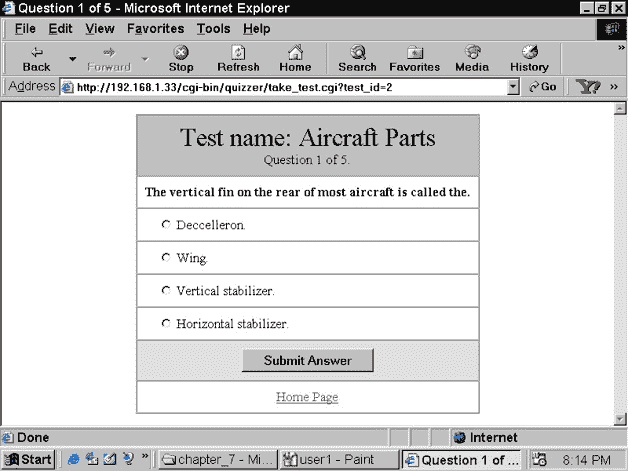 Question 1 of 5 - Microsoft Internet Explorer
File Edit View Favorites Tools Help
Back Forward Stop Refresh Home Search Favorites Media History »
Address http://192.168.1.33/cgi-bin/quizzer/take_test.cgi?test_id=2 Go Y! »
Test name: Aircraft Parts
Question 1 of 5.
The vertical fin on the rear of most aircraft is called the.
Deccelleron.
Wing.
Vertical stabilizer.
Horizontal stabilizer.
Submit Answer
Home Page
Done Internet
Start » chapter_7 - Mi... user1 - Paint Question 1 of ... 8:14 PM